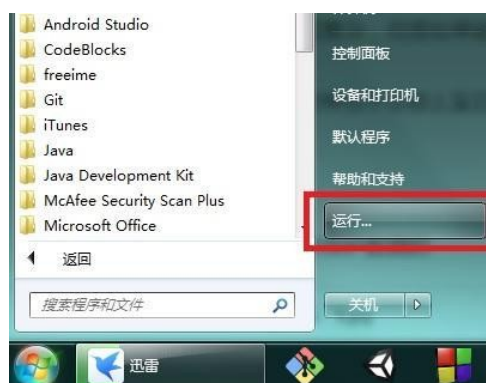 Android Studio
CodeBlocks
freeime
Git
iTunes
Java
Java Development Kit
McAfee Security Scan Plus
Microsoft Office
返回
搜索程序和文件
控制面板
设备和打印机
默认程序
帮助和支持
运行...
关机
迅雷